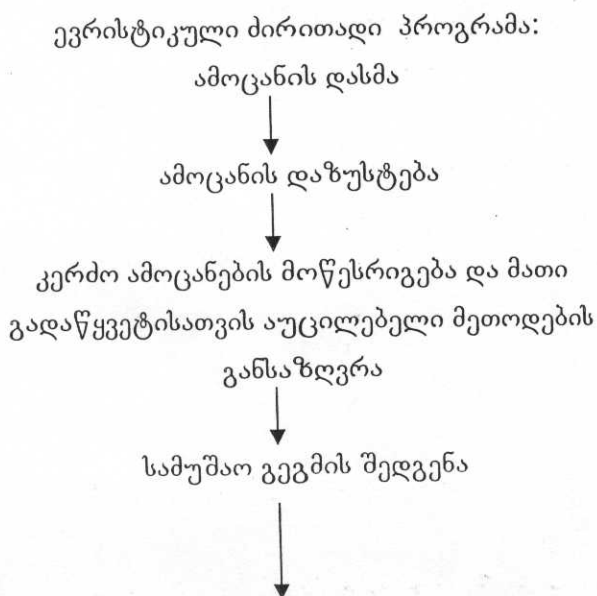 ევრისტიკული ძირითადი პროგრამა:
ამოცანის დასმა
ამოცანის დაზუსტება
კერძო ამოცანების მოწესრიგება და მათი
გადაწყვეტისათვის აუცილებელი მეთოდების
განსაზღვრა
სამუშაო გეგმის შედგენა